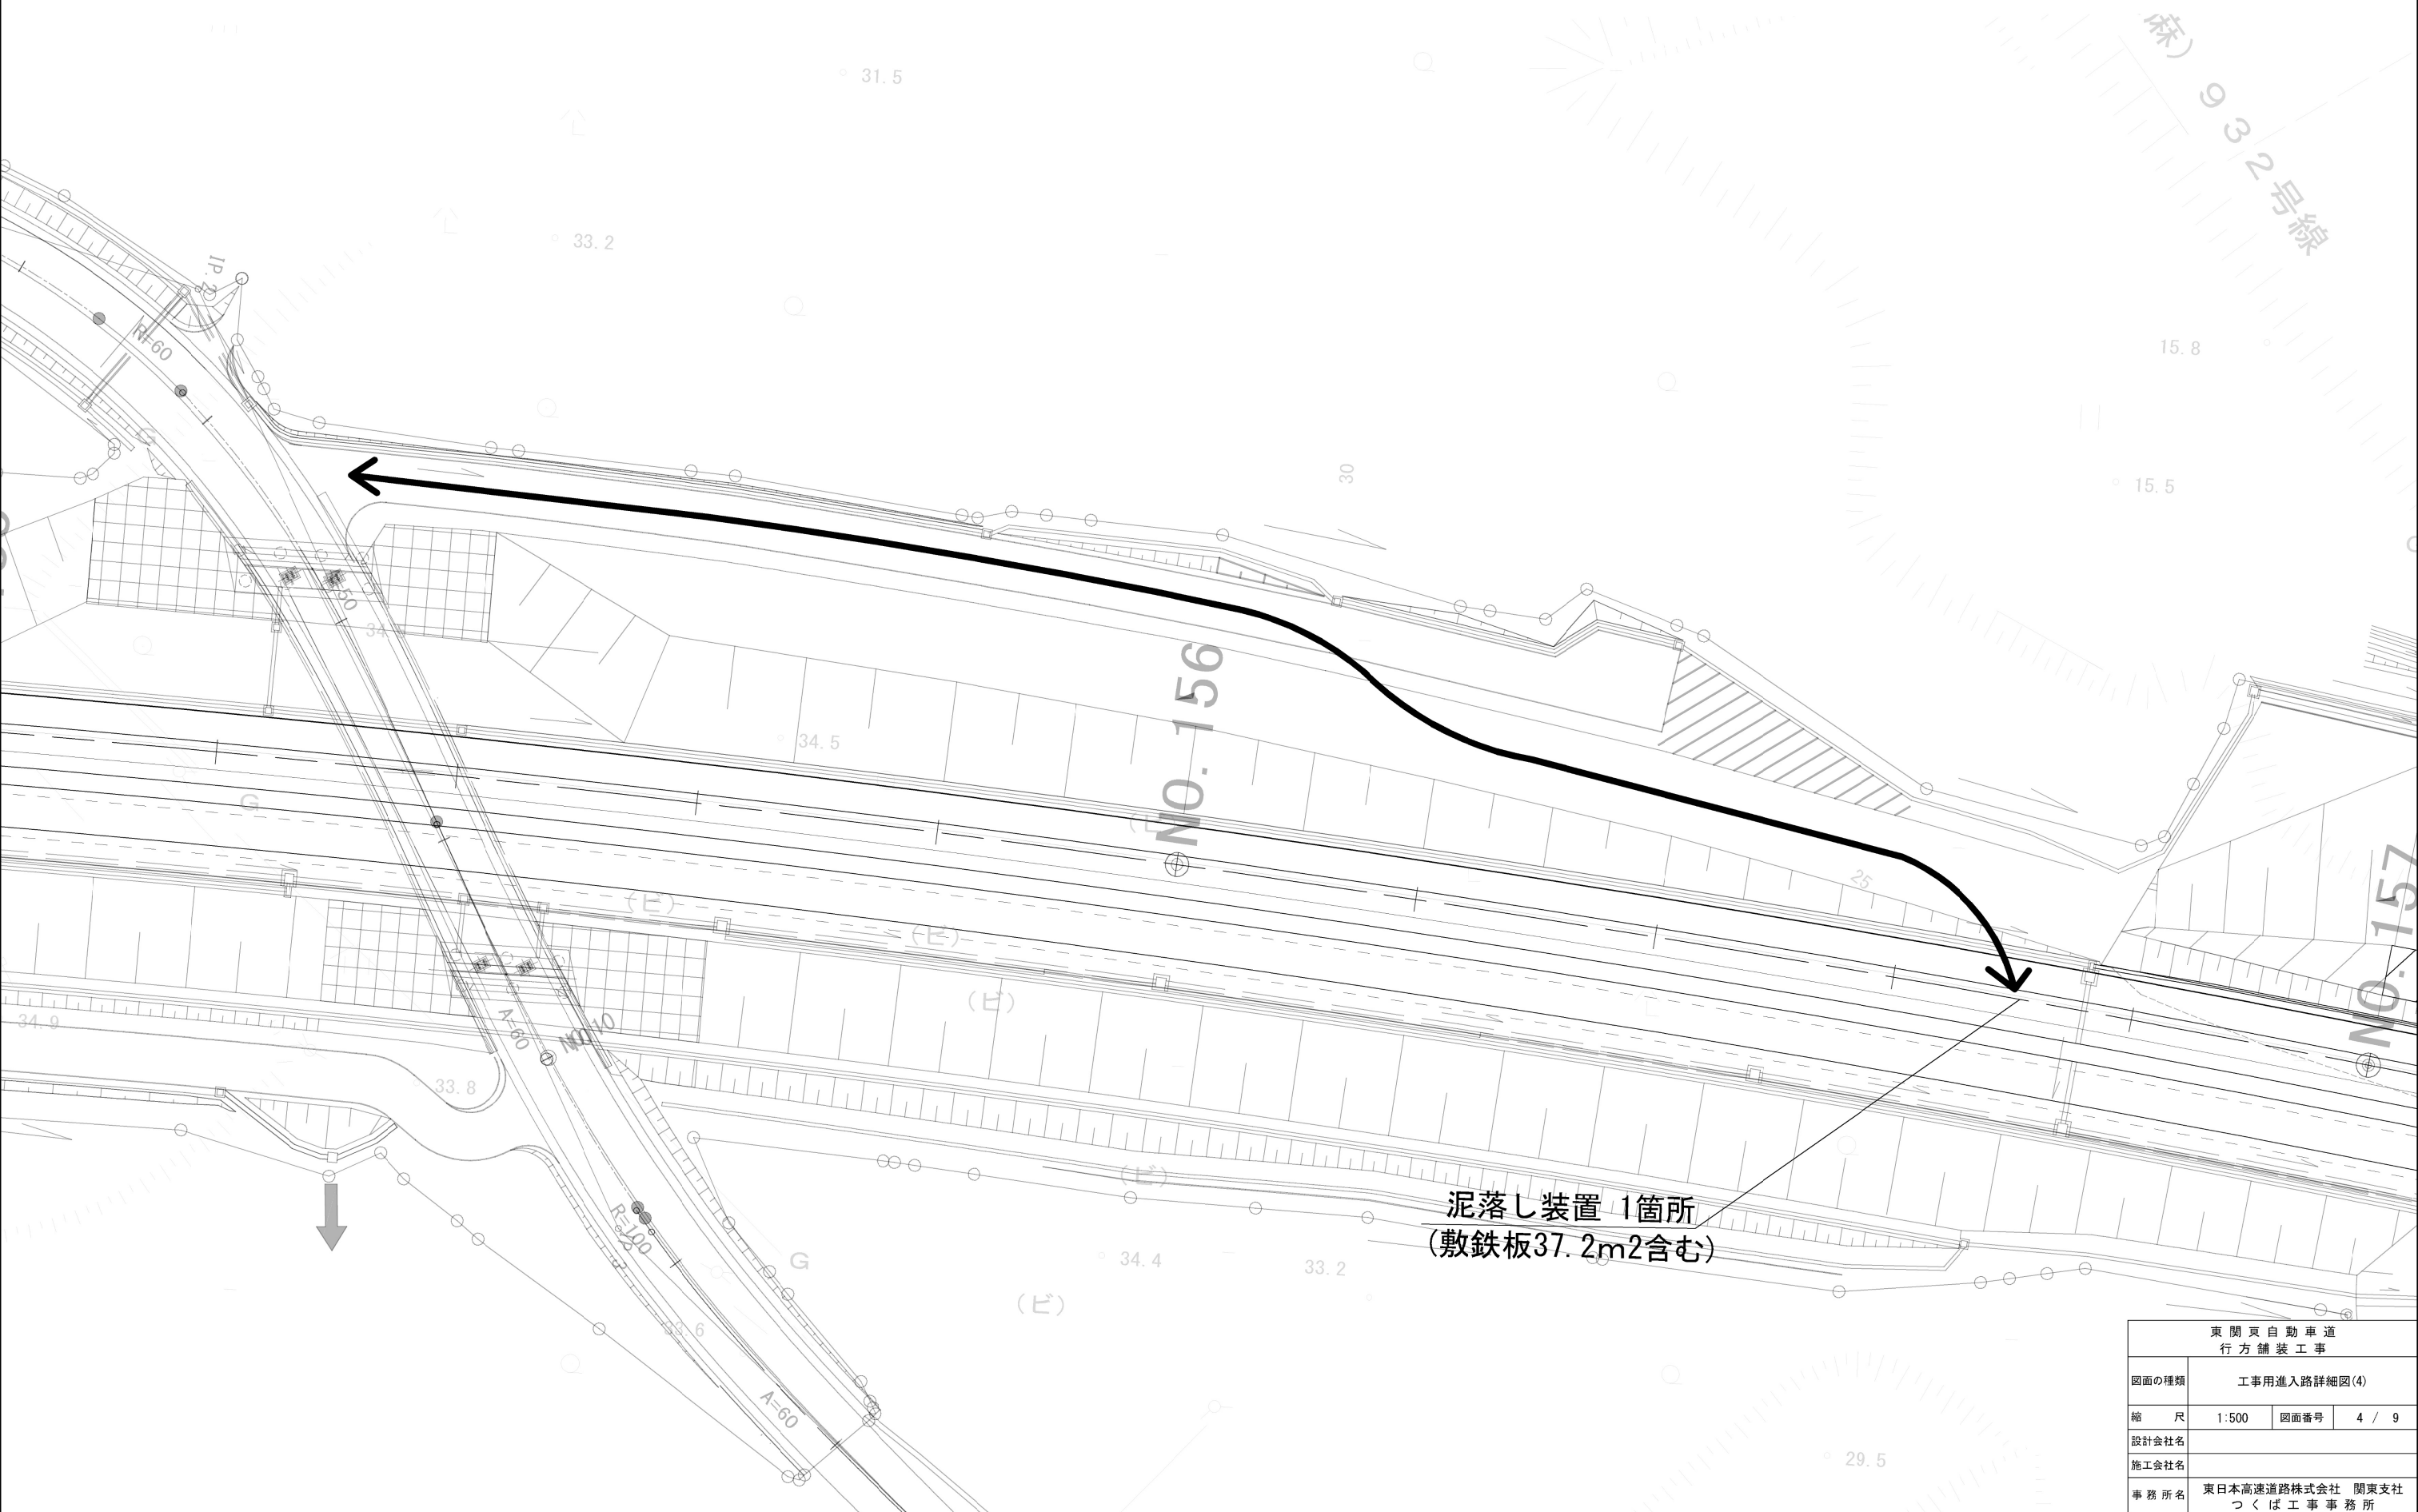 (麻) 932号線
31.5
33.2
IP.2
R=60
15.8
15.5
30
G
34.5
NO. 156
G
25
NO. 157
(ビ)
(ビ)
(ビ)
34.9
A=60
33.8
R=100
(ビ)
G
34.4
33.2
(ビ)
33.6
A=60
29.5
泥落し装置 1箇所
(敷鉄板37.2m2含む)
東関亰自動車道
行方舗装工事
図面の種類 工事用進入路詳細図(4)
縮尺 1:500 図面番号 4 / 9
設計会社名
施工会社名
事務所名 東日本高速道路株式会社 関東支社
つくば工事事務所